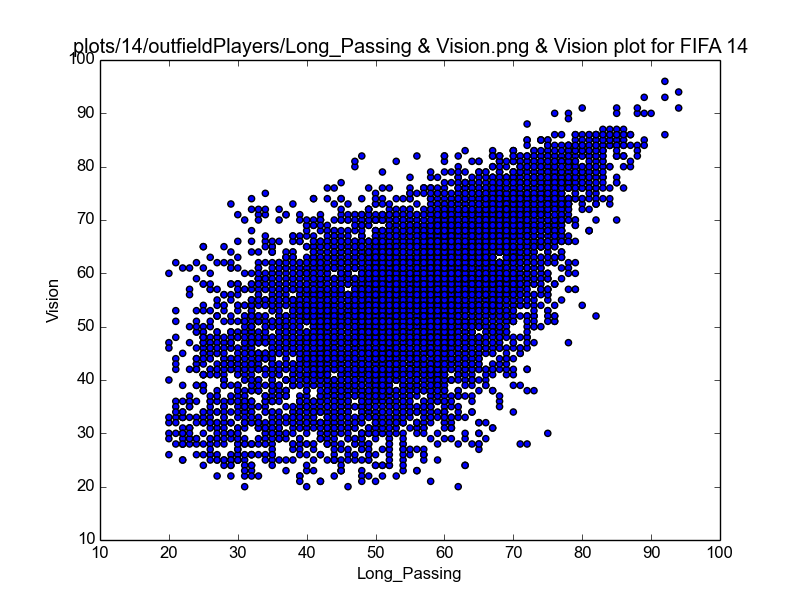 plots/14/outfieldPlayers/Long_Passing & Vision.png & Vision plot for FIFA 14
100
90
80
70
60
50
40
30
20
10
Vision
10 20 30 40 50 60 70 80 90 100
Long_Passing